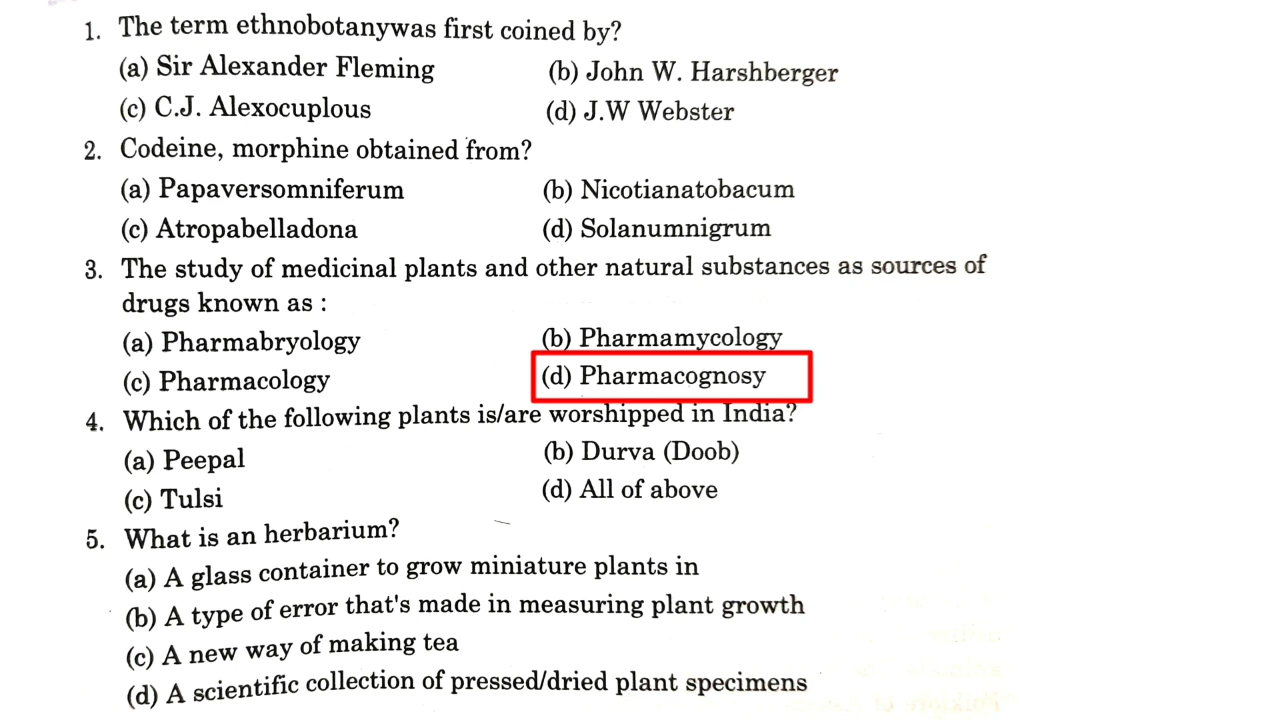 1. The term ethnobotanywas first coined by?
(a) Sir Alexander Fleming (b) John W. Harshberger
(c) C.J. Alexocuplous (d) J.W Webster
2. Codeine, morphine obtained from?
(a) Papaversomniferum (b) Nicotianatobacum
(c) Atropabelladona (d) Solanumnigrum
3. The study of medicinal plants and other natural substances as sources of
drugs known as :
(a) Pharmabryology (b) Pharmamycology
(c) Pharmacology (d) Pharmacognosy
4. Which of the following plants is/are worshipped in India?
(a) Peepal (b) Durva (Doob)
(c) Tulsi (d) All of above
5. What is an herbarium?
(a) A glass container to grow miniature plants in
(b) A type of error that's made in measuring plant growth
(c) A new way of making tea
(d) A scientific collection of pressed/dried plant specimens